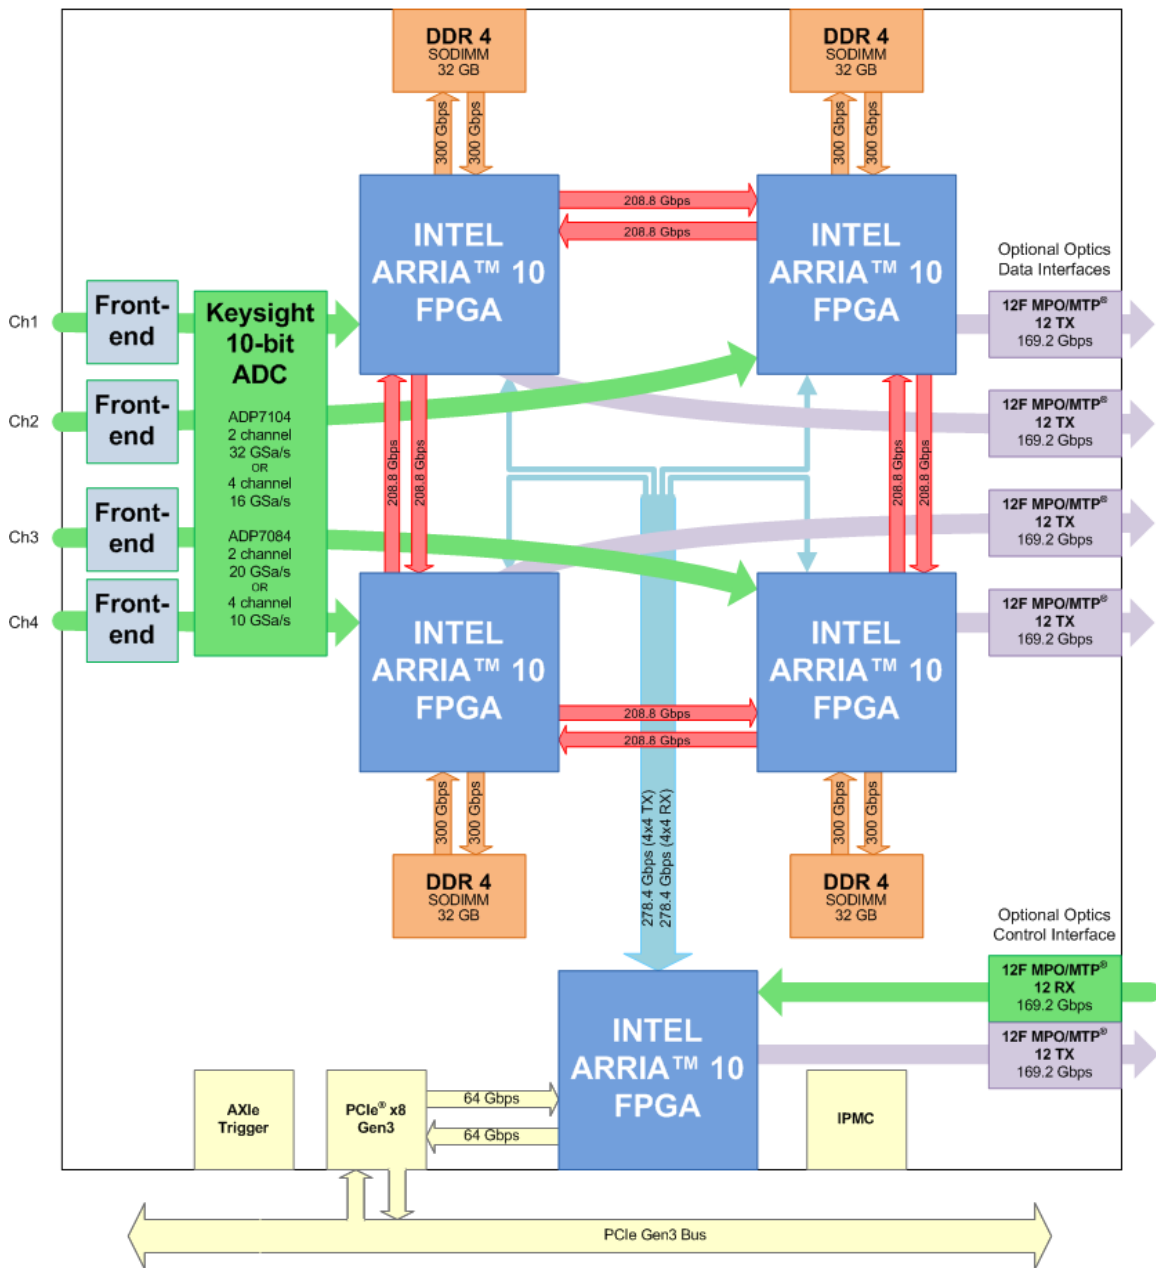 DDR 4
SODIMM
32 GB
DDR 4
SODIMM
32 GB
300 Gbps
300 Gbps
300 Gbps
300 Gbps
INTEL
ARRIA™ 10
FPGA
208.8 Gbps
208.8 Gbps
INTEL
ARRIA™ 10
FPGA
Optional Optics
Data Interfaces
Ch1
Front-
end
Ch2
Front-
end
Ch3
Front-
end
Ch4
Front-
end
Keysight
10-bit
ADC
ADP7104
2 channel
32 GSa/s
OR
4 channel
16 GSa/s
ADP7084
2 channel
20 GSa/s
OR
4 channel
10 GSa/s
12F MPO/MTP®
12 TX
169.2 Gbps
12F MPO/MTP®
12 TX
169.2 Gbps
12F MPO/MTP®
12 TX
169.2 Gbps
12F MPO/MTP®
12 TX
169.2 Gbps
208.8 Gbps
208.8 Gbps
208.8 Gbps
208.8 Gbps
INTEL
ARRIA™ 10
FPGA
208.8 Gbps
208.8 Gbps
INTEL
ARRIA™ 10
FPGA
300 Gbps
300 Gbps
278.4 Gbps (4x4 TX)
278.4 Gbps (4x4 RX)
300 Gbps
300 Gbps
DDR 4
SODIMM
32 GB
DDR 4
SODIMM
32 GB
Optional Optics
Control Interface
12F MPO/MTP®
12 RX
169.2 Gbps
12F MPO/MTP®
12 TX
169.2 Gbps
INTEL
ARRIA™ 10
FPGA
AXIe
Trigger
PCIe® x8
Gen3
64 Gbps
64 Gbps
IPMC
PCIe Gen3 Bus